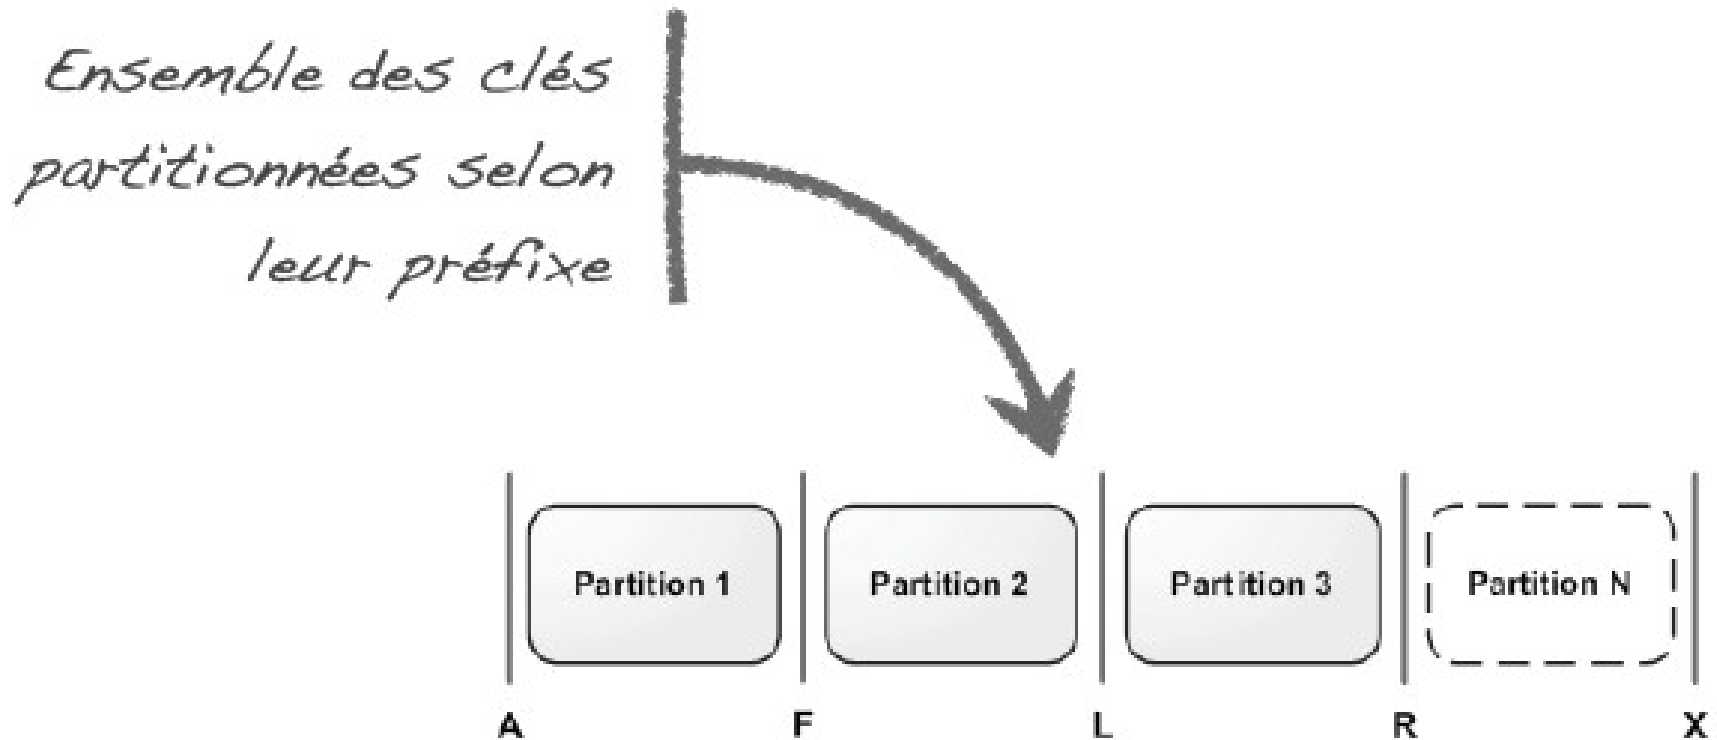 Ensemble des clés
partitionnées selon
leur préfixe
Partition 1 Partition 2 Partition 3 Partition N
A F L R X